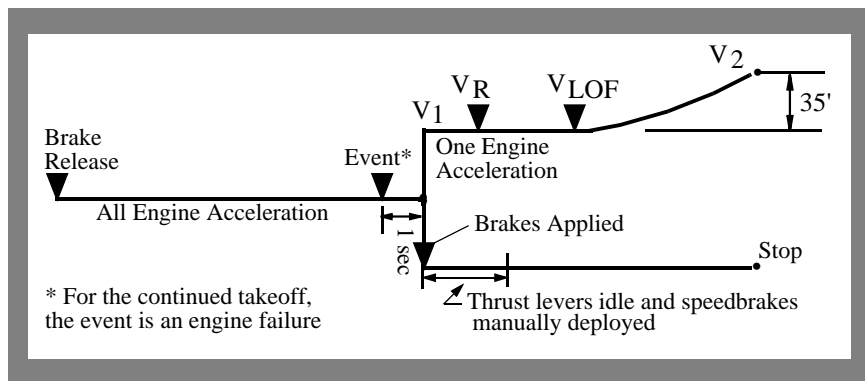 V2
VR
VLOF
V1
35'
Brake
Release
Event*
One Engine
Acceleration
All Engine Acceleration
1 sec
Brakes Applied
Stop
* For the continued takeoff,
the event is an engine failure
Thrust levers idle and speedbrakes
manually deployed